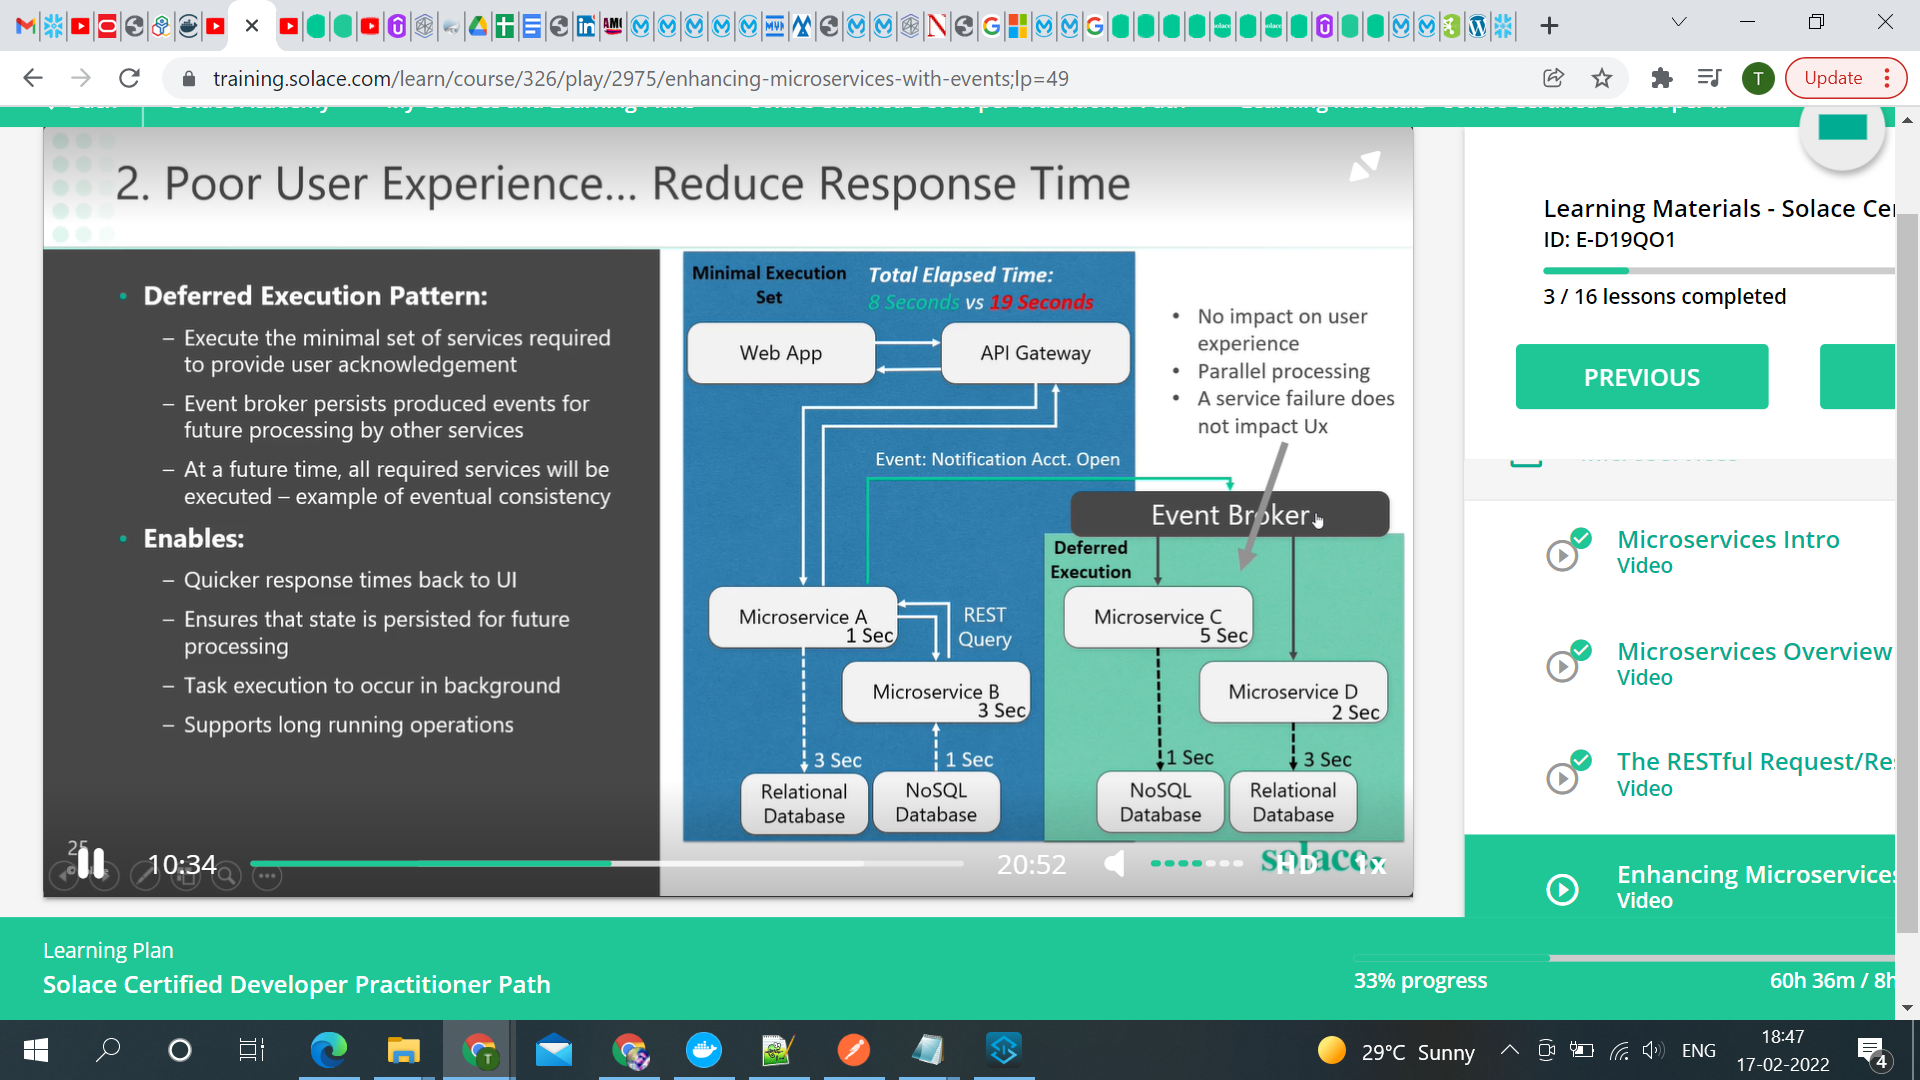 training.solace.com/learn/course/326/play/2975/enhancing-microservices-with-events;lp=49
T
Update
2. Poor User Experience... Reduce Response Time
• Deferred Execution Pattern:
– Execute the minimal set of services required
to provide user acknowledgement
– Event broker persists produced events for
future processing by other services
– At a future time, all required services will be
executed – example of eventual consistency
• Enables:
– Quicker response times back to UI
– Ensures that state is persisted for future
processing
– Task execution to occur in background
– Supports long running operations
Minimal Execution
Set
Total Elapsed Time:
8 Seconds vs 19 Seconds
Web App
API Gateway
• No impact on user
experience
• Parallel processing
• A service failure does
not impact Ux
Event: Notification Acct. Open
Event Broker
Deferred
Execution
Microservice A
1 Sec
REST
Query
Microservice B
3 Sec
Microservice C
5 Sec
Microservice D
2 Sec
3 Sec
1 Sec
1 Sec
3 Sec
Relational
Database
NoSQL
Database
NoSQL
Database
Relational
Database
25
10:34
20:52
solace
HD
1x
Learning Materials - Solace Cer
ID: E-D19QO1
3 / 16 lessons completed
PREVIOUS
Microservices Intro
Video
Microservices Overview
Video
The RESTful Request/Re
Video
Enhancing Microservices
Video
Learning Plan
Solace Certified Developer Practitioner Path
33% progress
60h 36m / 8h
29°C Sunny
ENG
18:47
17-02-2022
4